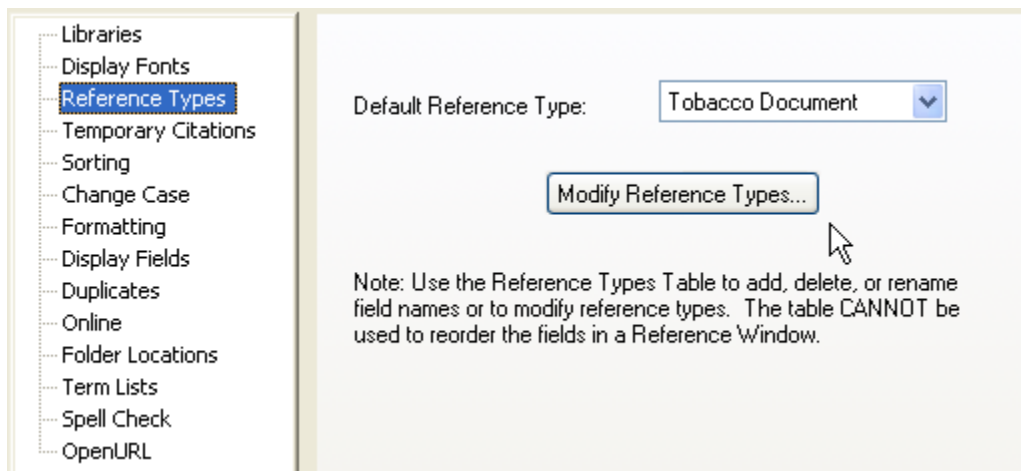 Libraries
Display Fonts
Reference Types
Temporary Citations
Sorting
Change Case
Formatting
Display Fields
Duplicates
Online
Folder Locations
Term Lists
Spell Check
OpenURL
Default Reference Type: Tobacco Document
Modify Reference Types...
Note: Use the Reference Types Table to add, delete, or rename
field names or to modify reference types. The table CANNOT be
used to reorder the fields in a Reference Window.